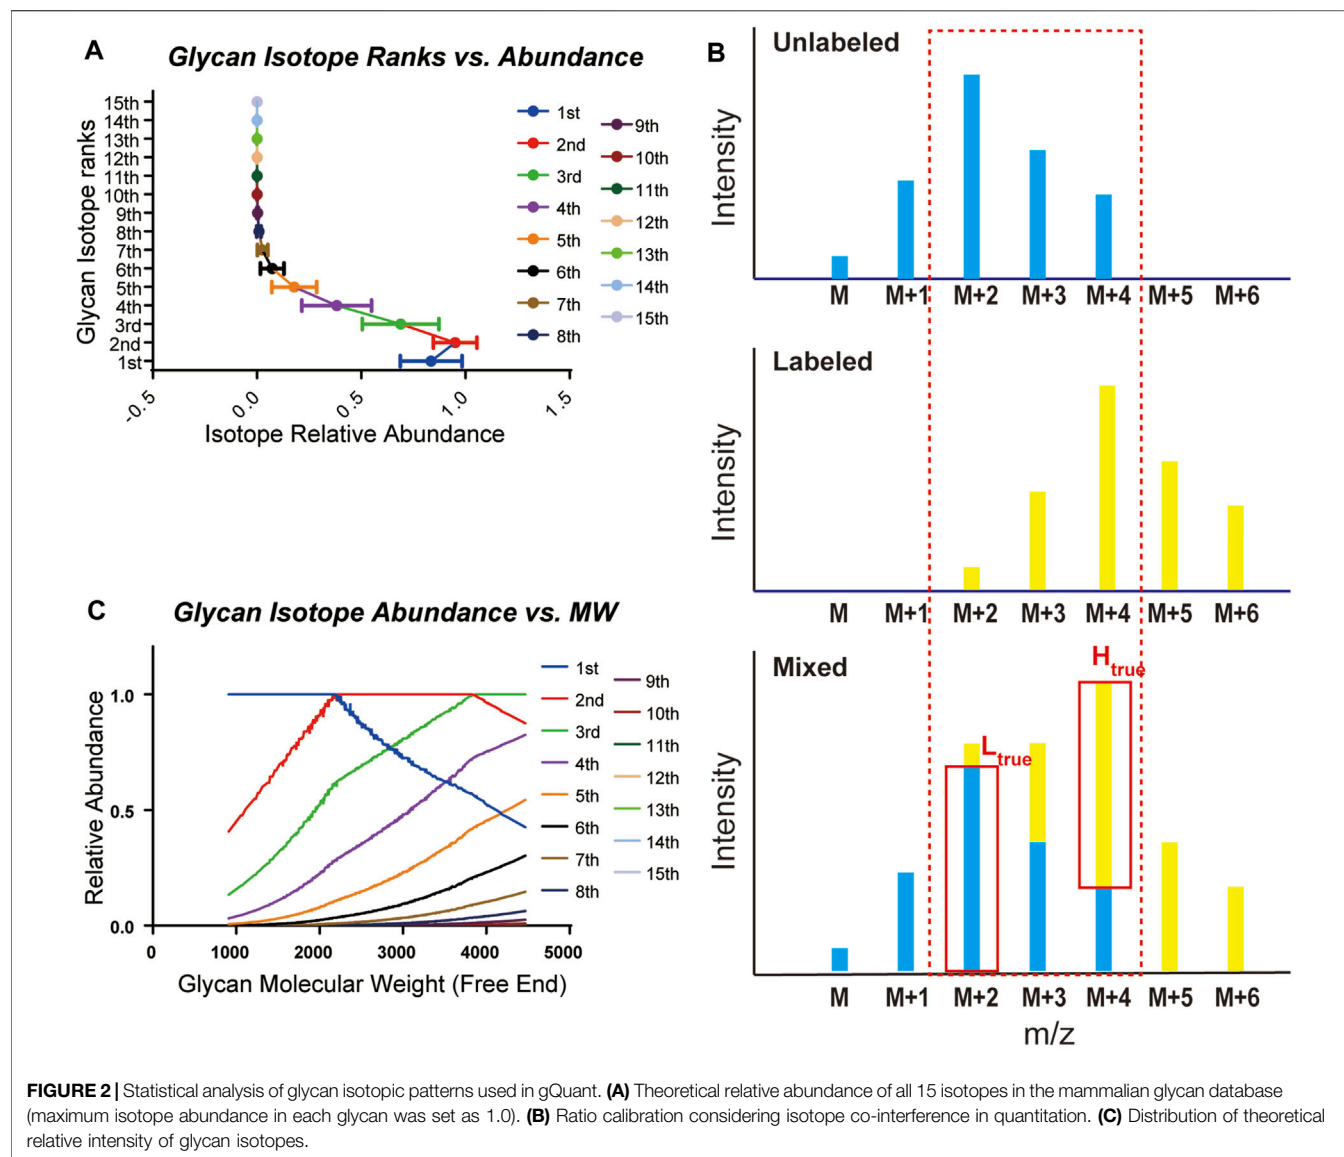 A
Glycan Isotope Ranks vs. Abundance
Glycan Isotope ranks
15th
14th
13th
12th
11th
10th
9th
8th
7th
6th
5th
4th
3rd
2nd
1st
-0.5
0.0
0.5
1.0
1.5
Isotope Relative Abundance
1st
2nd
3rd
4th
5th
6th
7th
8th
9th
10th
11th
12th
13th
14th
15th
B
Unlabeled
Intensity
M M+1 M+2 M+3 M+4 M+5 M+6
Labeled
Intensity
M M+1 M+2 M+3 M+4 M+5 M+6
Mixed
Intensity
Ltrue
Htrue
M M+1 M+2 M+3 M+4 M+5 M+6
m/z
C
Glycan Isotope Abundance vs. MW
Relative Abundance
1.0
0.5
0.0
0 1000 2000 3000 4000 5000
Glycan Molecular Weight (Free End)
1st
2nd
3rd
4th
5th
6th
7th
8th
9th
10th
11th
12th
13th
14th
15th
FIGURE 2 | Statistical analysis of glycan isotopic patterns used in gQuant. (A) Theoretical relative abundance of all 15 isotopes in the mammalian glycan database
(maximum isotope abundance in each glycan was set as 1.0). (B) Ratio calibration considering isotope co-interference in quantitation. (C) Distribution of theoretical
relative intensity of glycan isotopes.